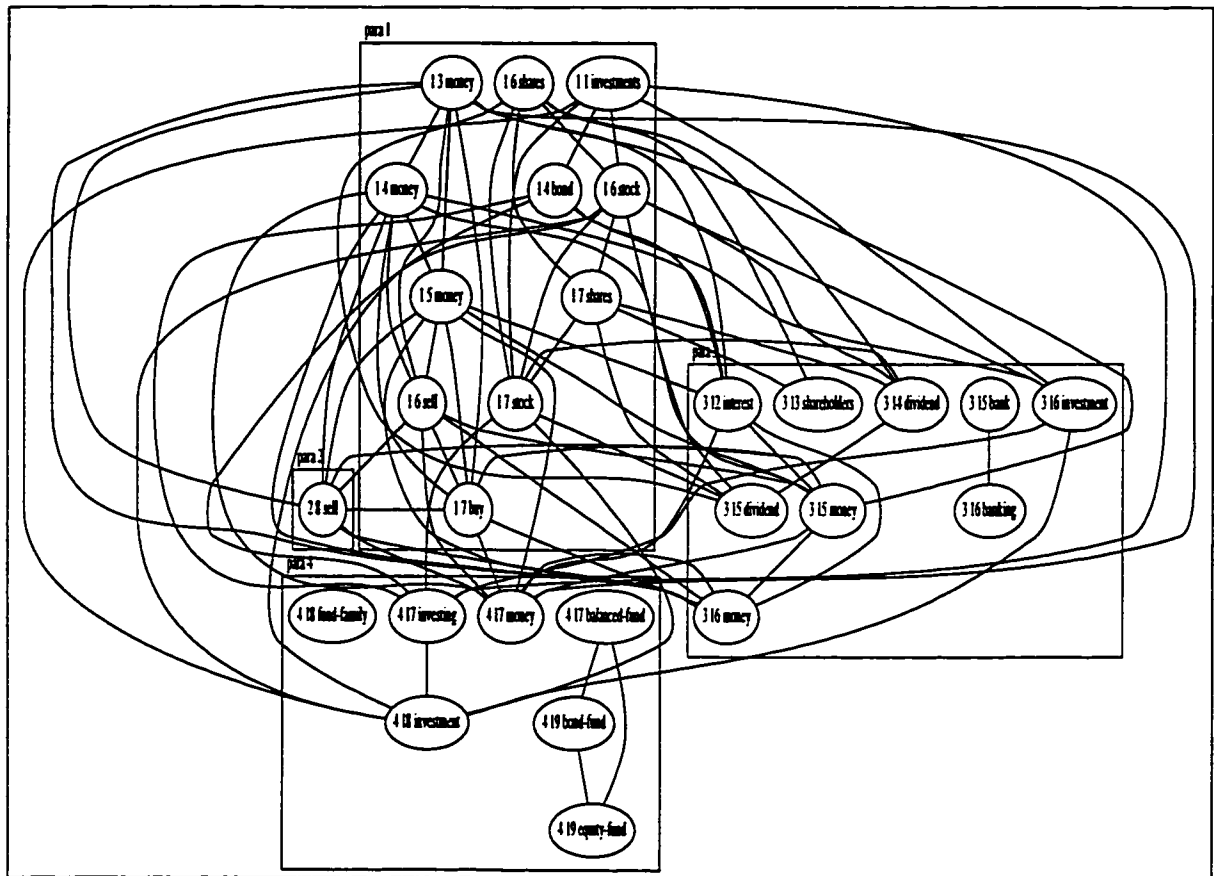 para 1
1 3 money
1 6 shares
1 1 investments
1 4 money
1 4 bond
1 6 stock
1 5 money
1 7 shares
para
1 6 sell
1 7 stock
3 12 interest
3 13 shareholders
3 14 dividend
3 15 bank
3 16 investment
para 2
2 8 sell
1 7 buy
3 15 dividend
3 15 money
3 16 banking
para 4
4 18 fund-family
4 17 investing
4 17 money
4 17 balanced-fund
3 16 money
4 18 investment
4 19 bond-fund
4 19 equity-fund